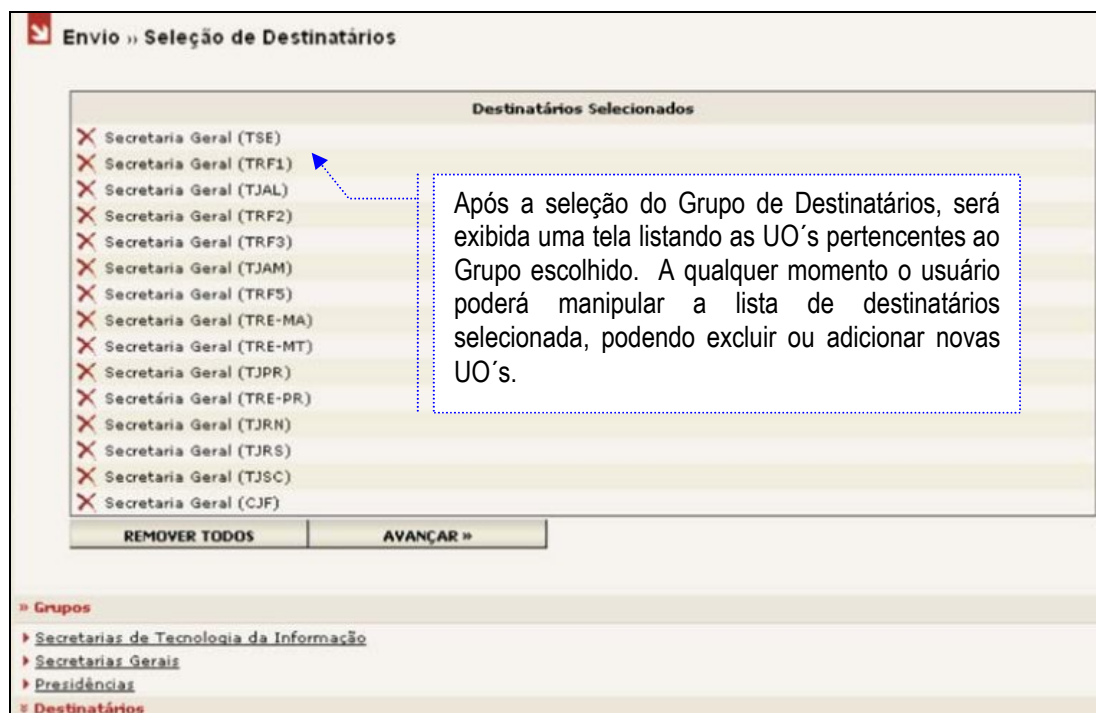 Envio » Seleção de Destinatários
Destinatários Selecionados
Secretaria Geral (TSE)
Secretaria Geral (TRF1)
Secretaria Geral (TJAL)
Secretaria Geral (TRF2)
Secretaria Geral (TRF3)
Secretaria Geral (TJAM)
Secretaria Geral (TRF5)
Secretaria Geral (TRE-MA)
Secretaria Geral (TRE-MT)
Secretaria Geral (TJPR)
Secretária Geral (TRE-PR)
Secretaria Geral (TJRN)
Secretaria Geral (TJRS)
Secretaria Geral (TJSC)
Secretaria Geral (CJF)
Após a seleção do Grupo de Destinatários, será
exibida uma tela listando as UO´s pertencentes ao
Grupo escolhido. A qualquer momento o usuário
poderá manipular a lista de destinatários
selecionada, podendo excluir ou adicionar novas
UO´s.
REMOVER TODOS AVANÇAR »
» Grupos
Secretarias de Tecnologia da Informação
Secretarias Gerais
Presidências
Destinatários